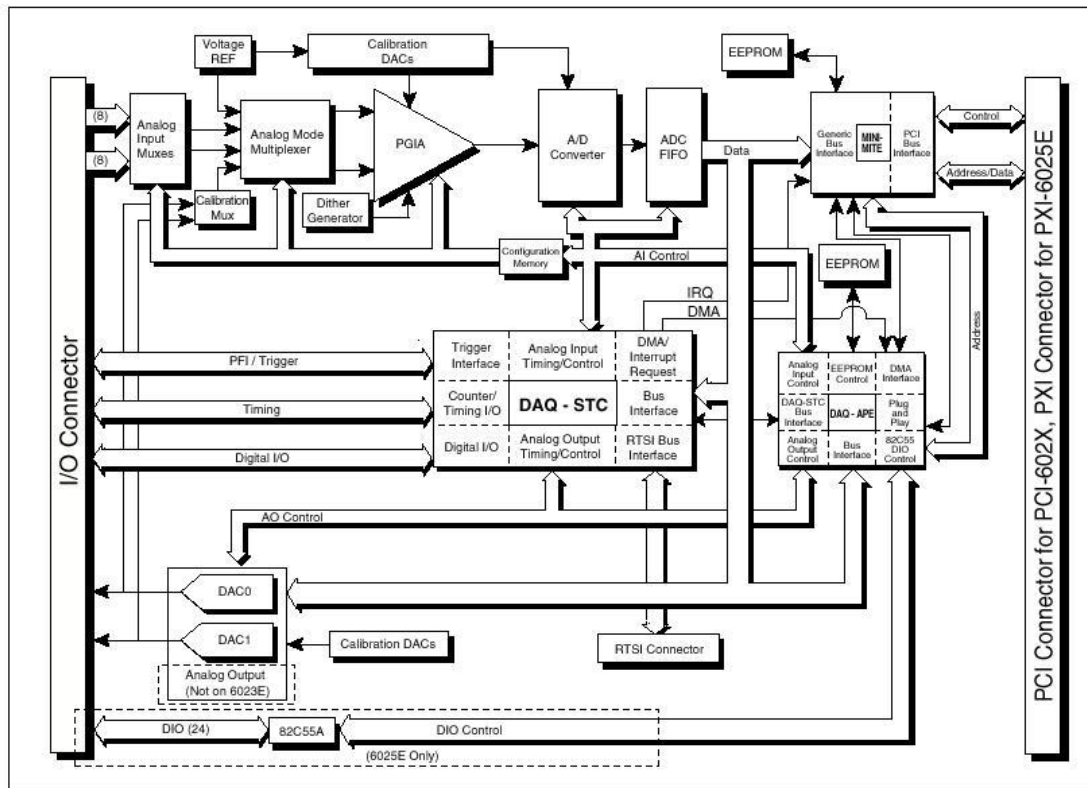 Voltage
REF
Calibration
DACs
EEPROM
(8)
(8)
Analog
Input
Muxes
Analog Mode
Multiplexer
PGIA
A/D
Converter
ADC
FIFO
Data
Generic
Bus
Interface
MINI-
MITE
PCI
Bus
Interface
Control
Address/Data
Calibration
Mux
Dither
Generator
Configuration
Memory
AI Control
EEPROM
IRQ
DMA
Address
I/O Connector
PCI Connector for PCI-602X, PXI Connector for PXI-6025E
PFI / Trigger
Timing
Digital I/O
Trigger
Interface
Analog Input
Timing/Control
DMA/
Interrupt
Request
Counter/
Timing I/O
DAQ - STC
Bus
Interface
Digital I/O
Analog Output
Timing/Control
RTSI Bus
Interface
Analog
Input
Control
EEPROM
Control
DMA
Interface
DAQ-STC
Bus
Interface
DAQ - APE
Plug
and
Play
Analog
Output
Control
Bus
Interface
82C55
DIO
Control
AO Control
DAC0
DAC1
Calibration DACs
RTSI Connector
Analog Output
(Not on 6023E)
DIO (24)
82C55A
DIO Control
(6025E Only)